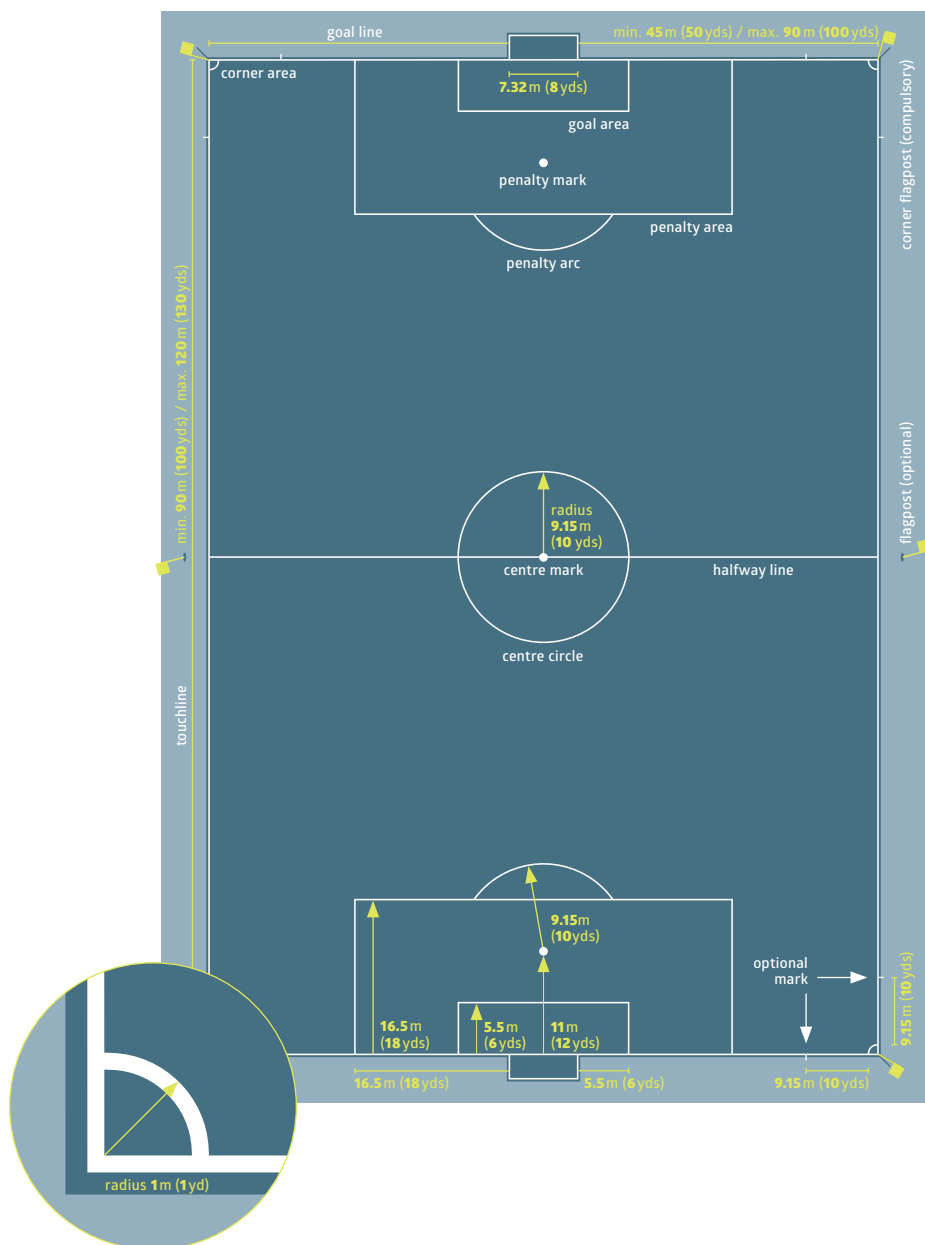 goal line
min. 45 m (50 yds) / max. 90 m (100 yds)
corner area
7.32 m (8 yds)
goal area
corner flagpost (compulsory)
penalty mark
penalty area
penalty arc
min. 90 m (100 yds) / max. 120 m (130 yds)
flagpost (optional)
radius
9.15 m
(10 yds)
centre mark
halfway line
centre circle
touchline
9.15 m
(10 yds)
optional
mark
9.15 m (10 yds)
16.5 m
(18 yds)
5.5 m
(6 yds)
11 m
(12 yds)
16.5 m (18 yds)
5.5 m (6 yds)
9.15 m (10 yds)
radius 1 m (1 yd)